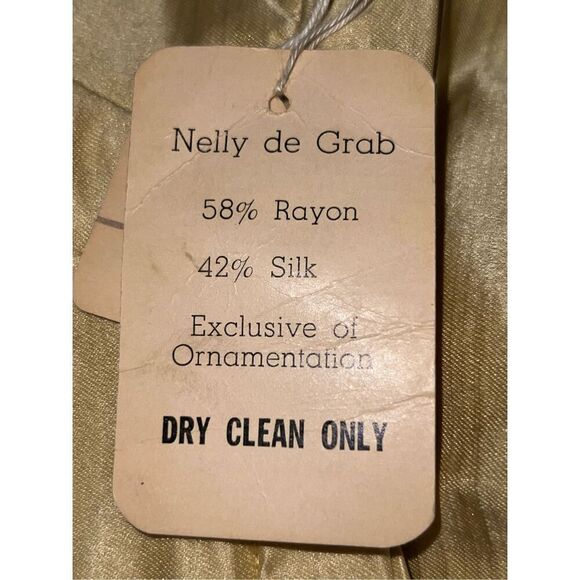 Nelly de Grab
58% Rayon
42% Silk
Exclusive of
Ornamentation
DRY CLEAN ONLY